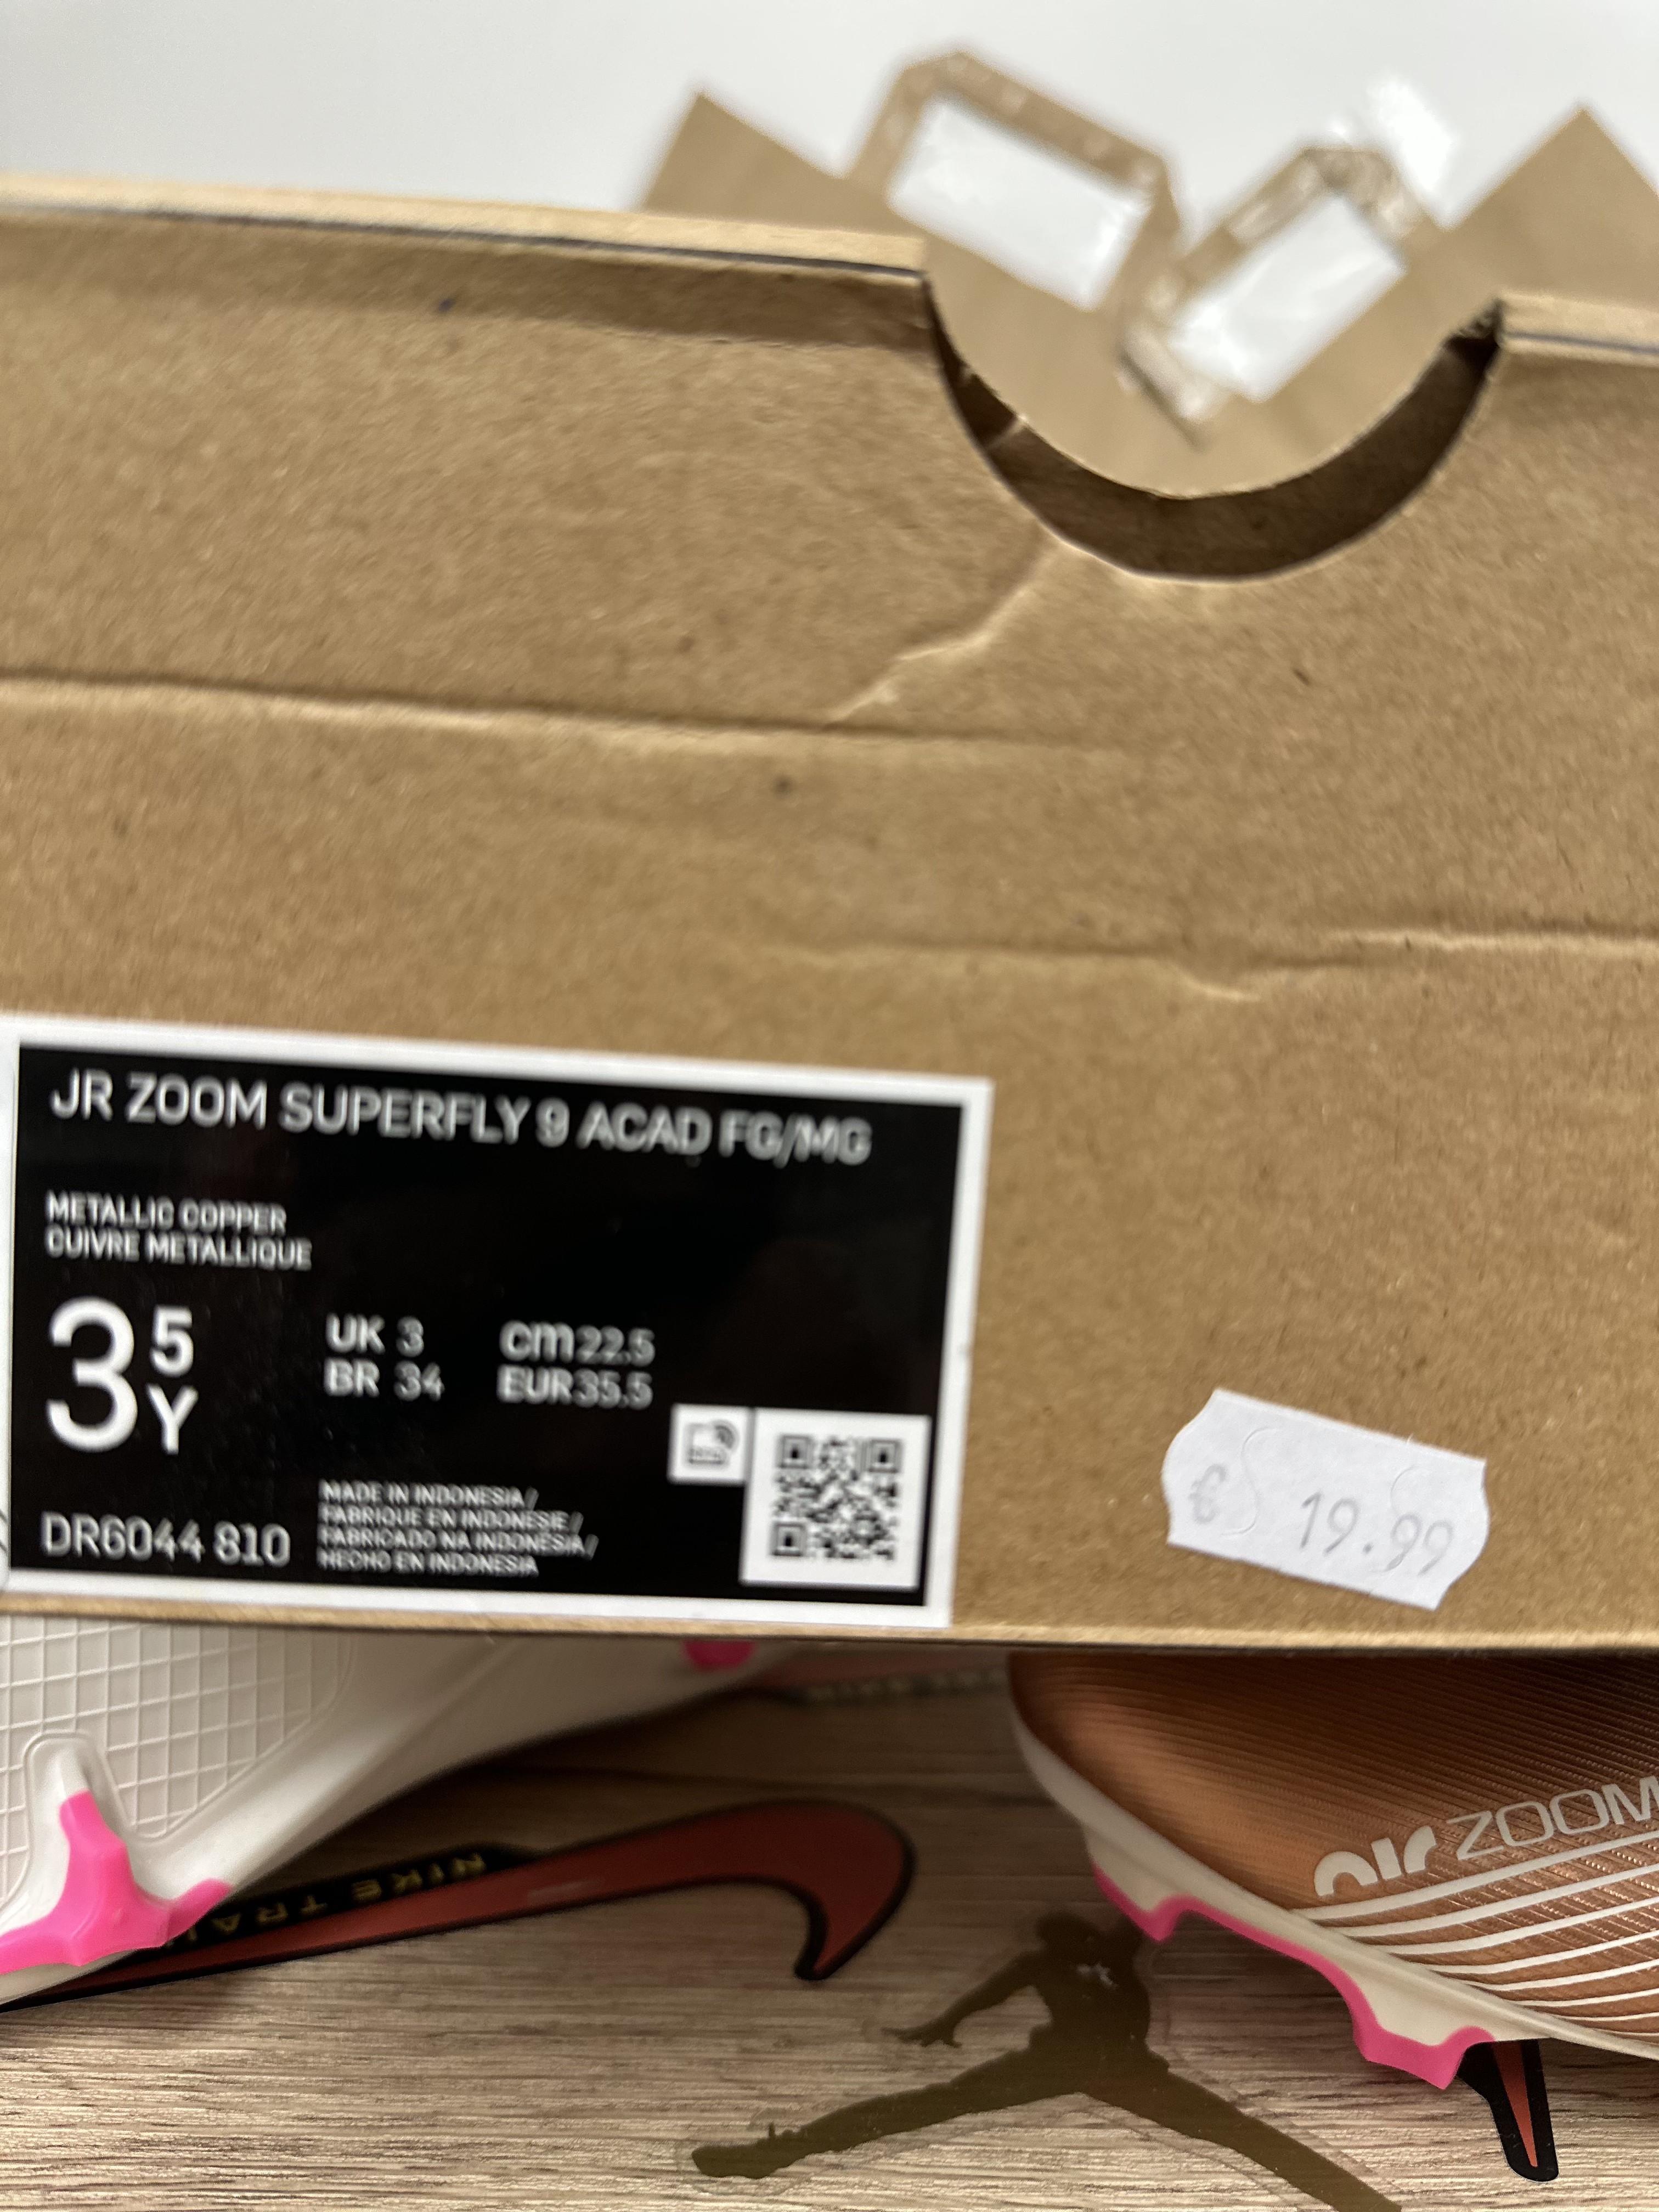 JR ZOOM SUPERFLY 9 ACAD FG/MG
METALLIC COPPER
CUIVRE METALLIQUE
3 5 Y
UK 3 cm 22.5
BR 34 EUR 35.5
DR6044 810
MADE IN INDONESIA/
FABRIQUE EN INDONESIE/
FABRICADO NA INDONESIA/
HECHO EN INDONESIA
€ 19.99
air ZOOM
NIKE